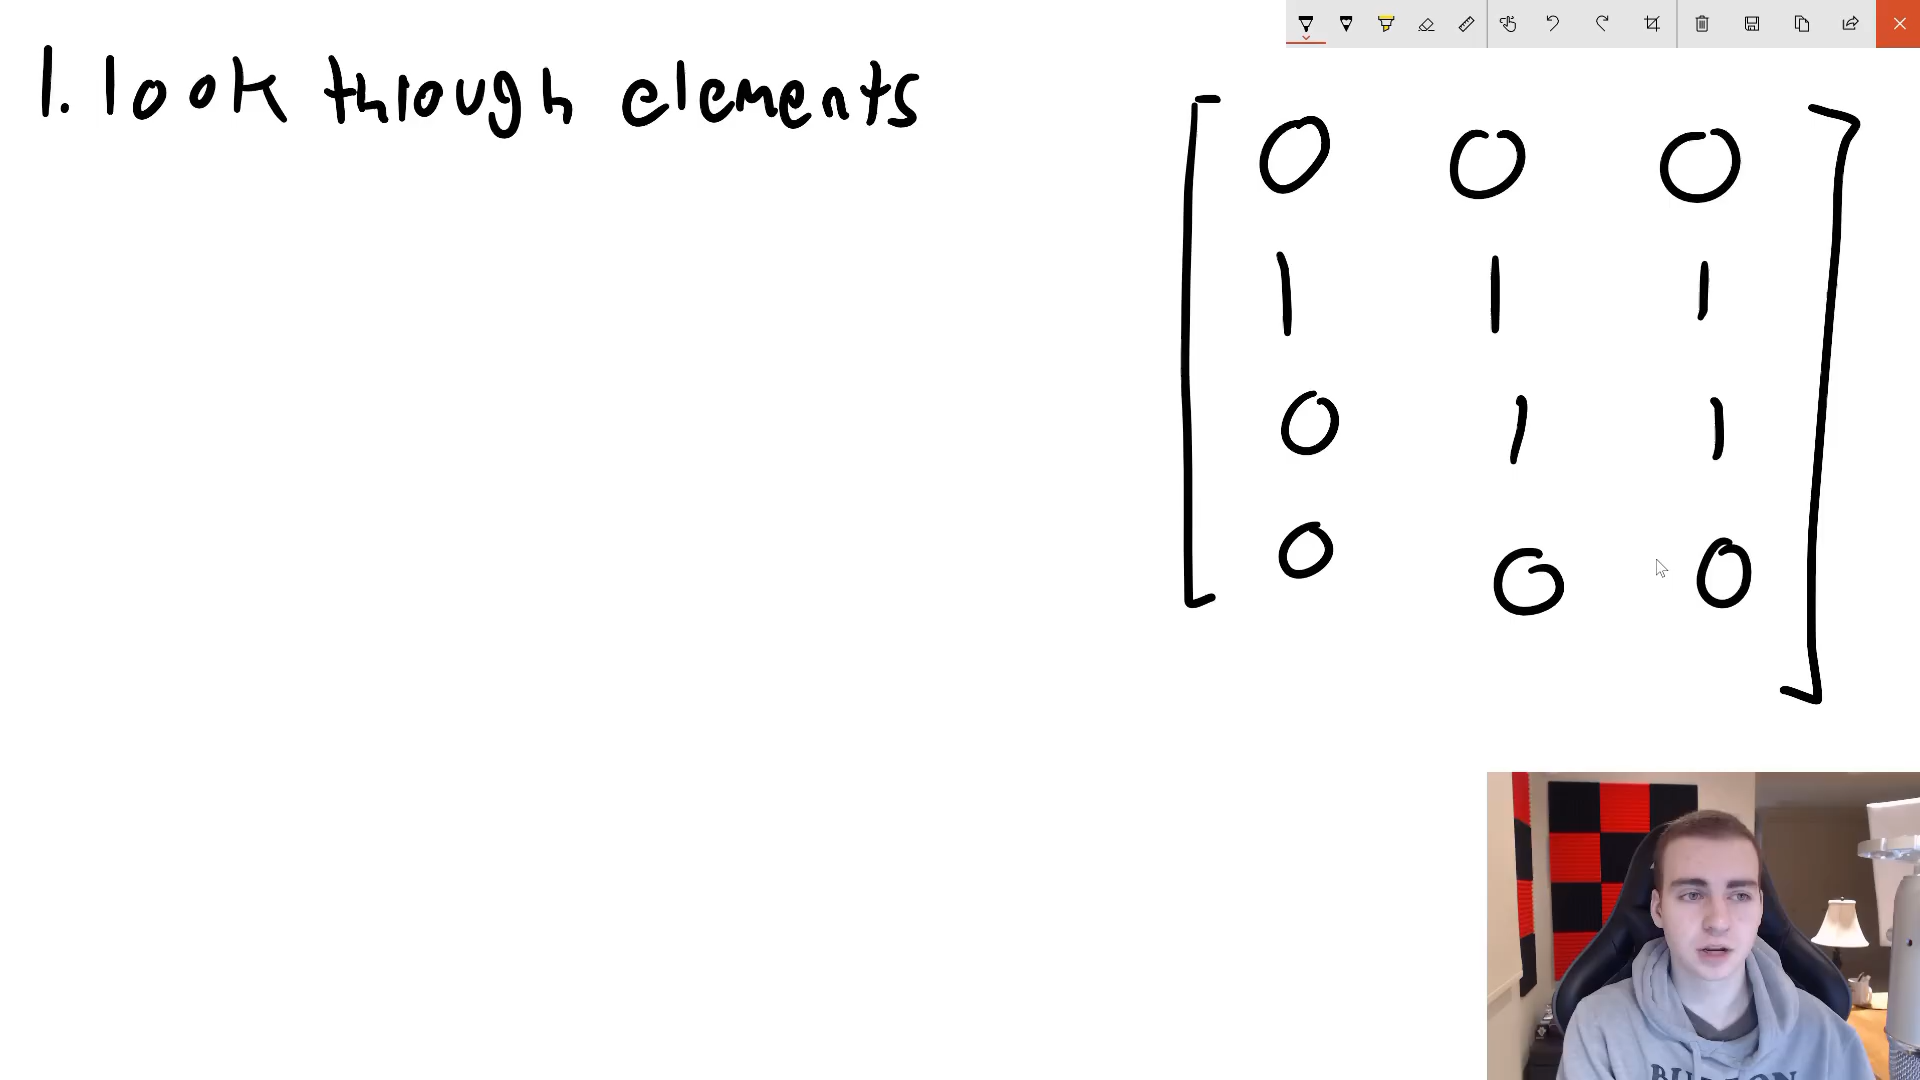 1. look through elements
0 0 0
1 1 1
0 1 1
0 0 0